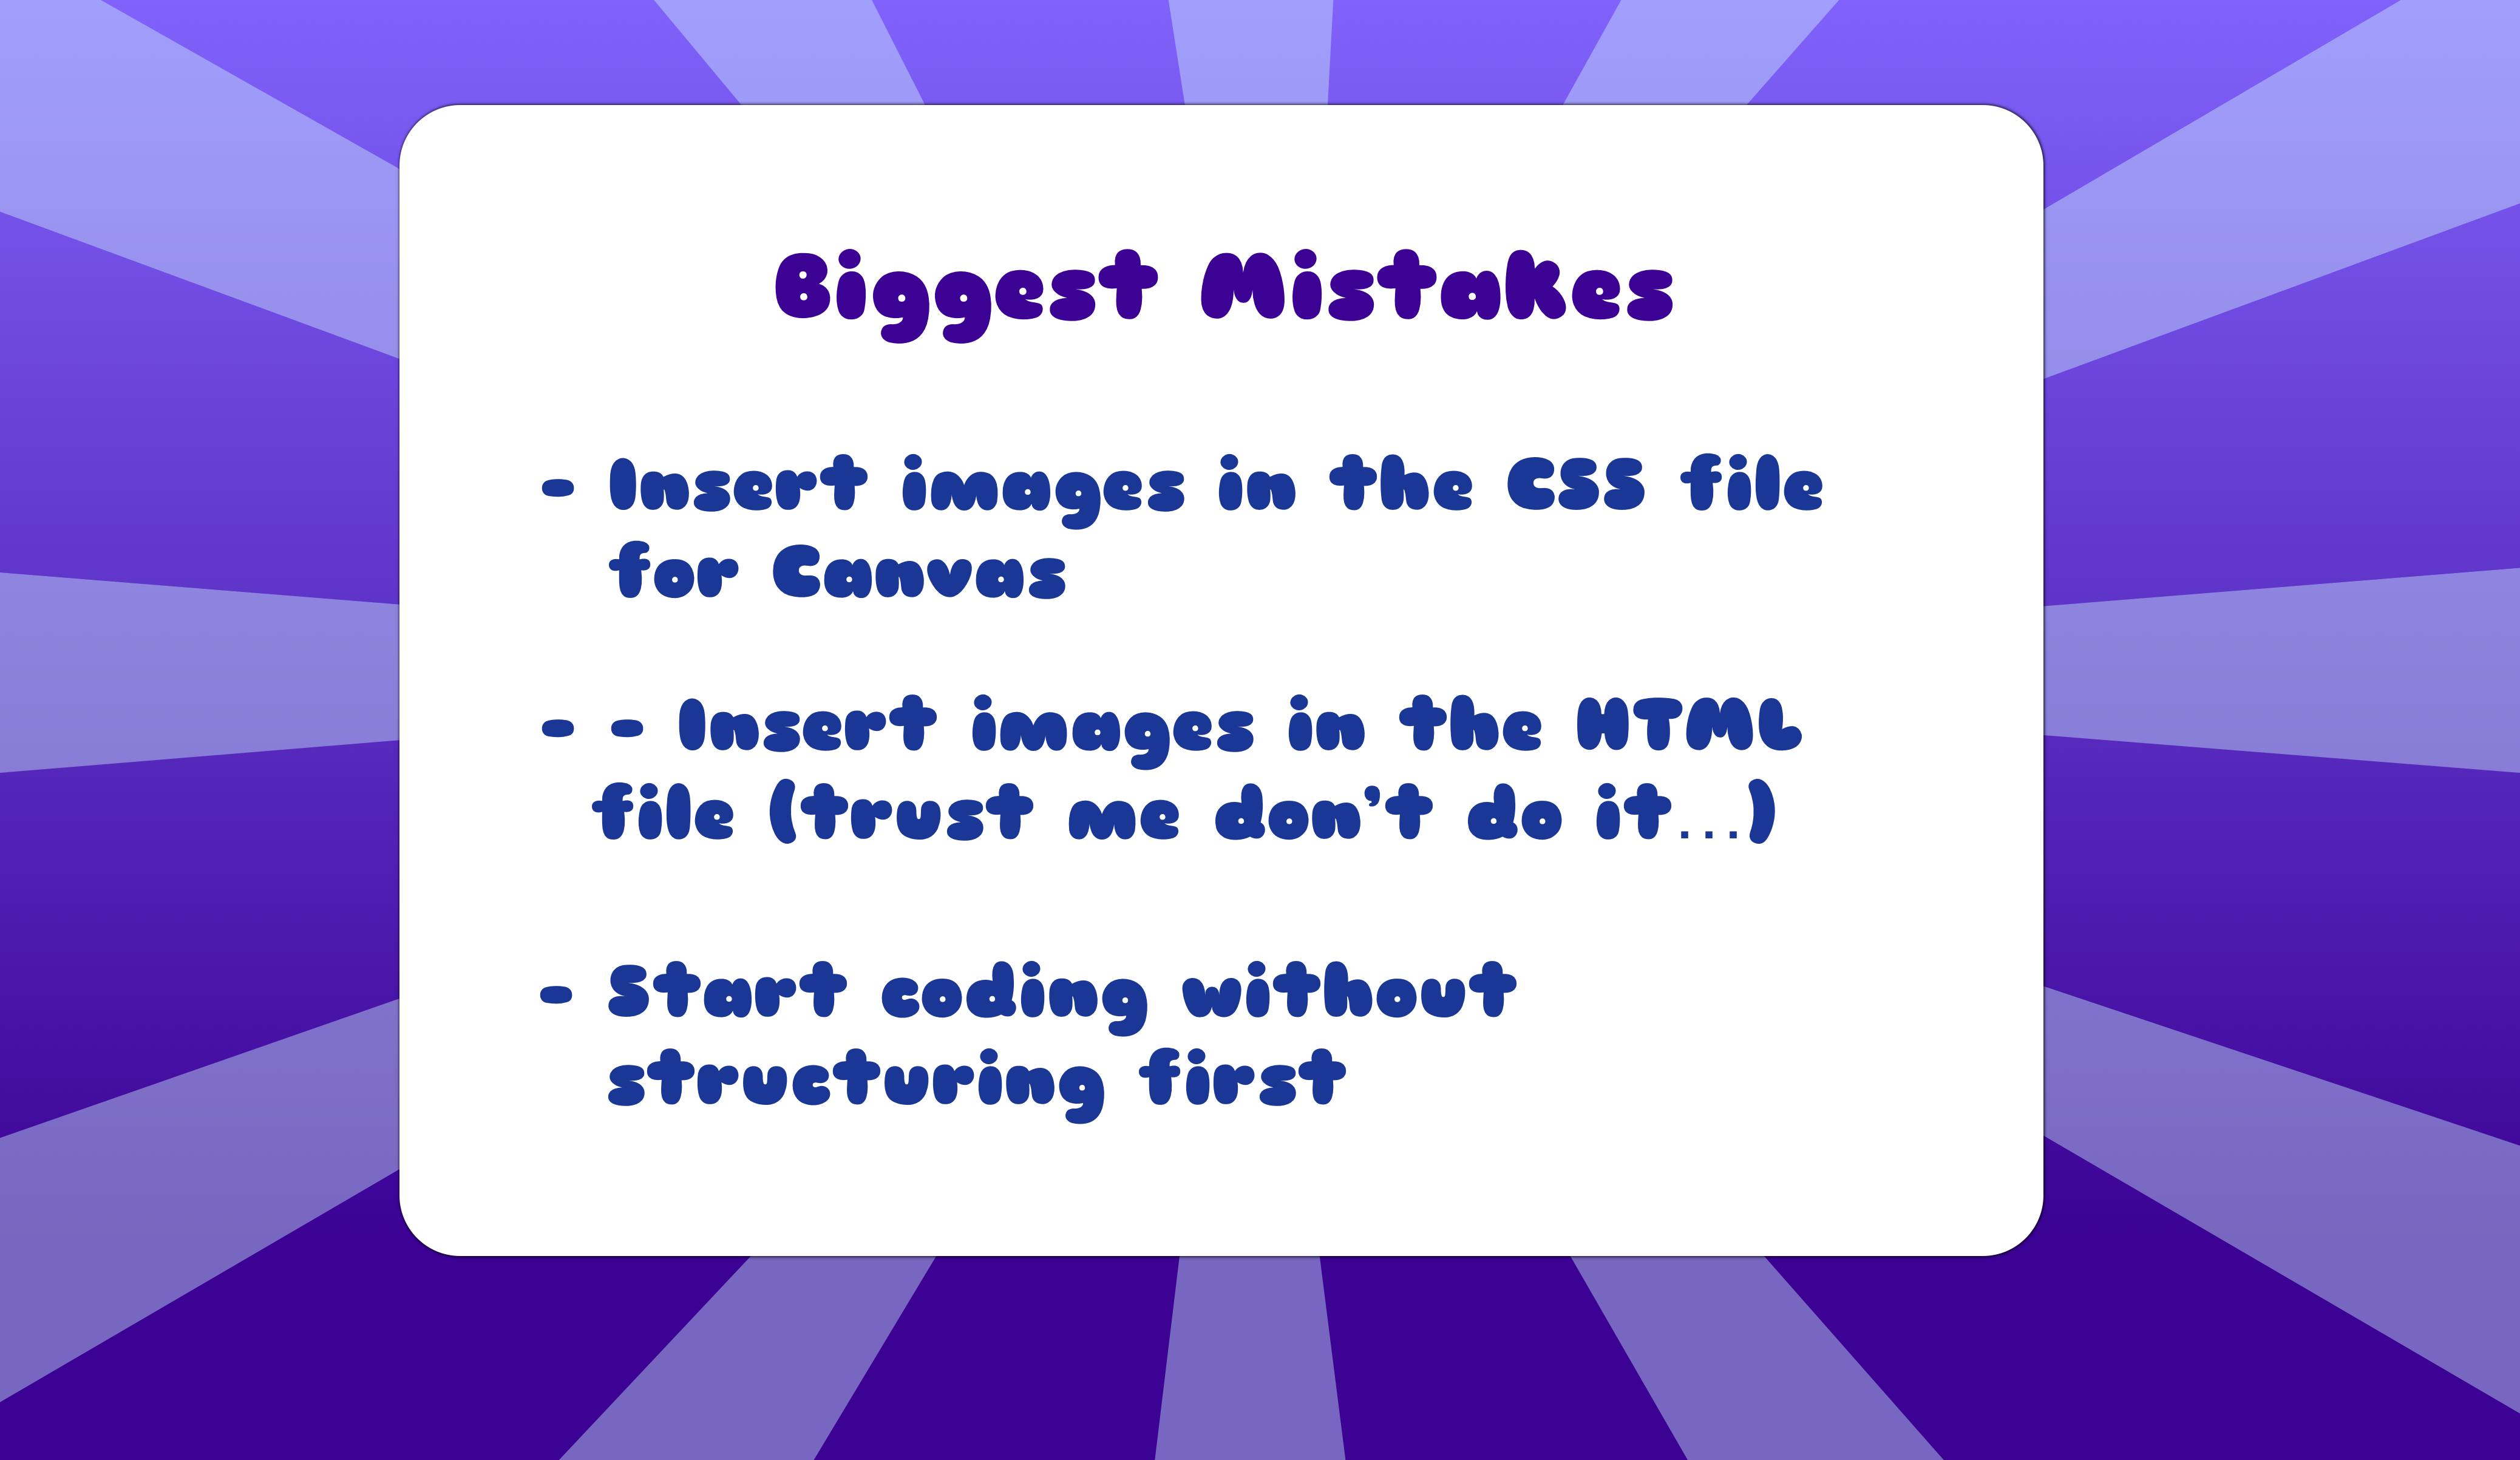 Biggest Mistakes
- Insert images in the CSS file
for Canvas
- - Insert images in the HTML
file (trust me don't do it...)
- Start coding without
structuring first